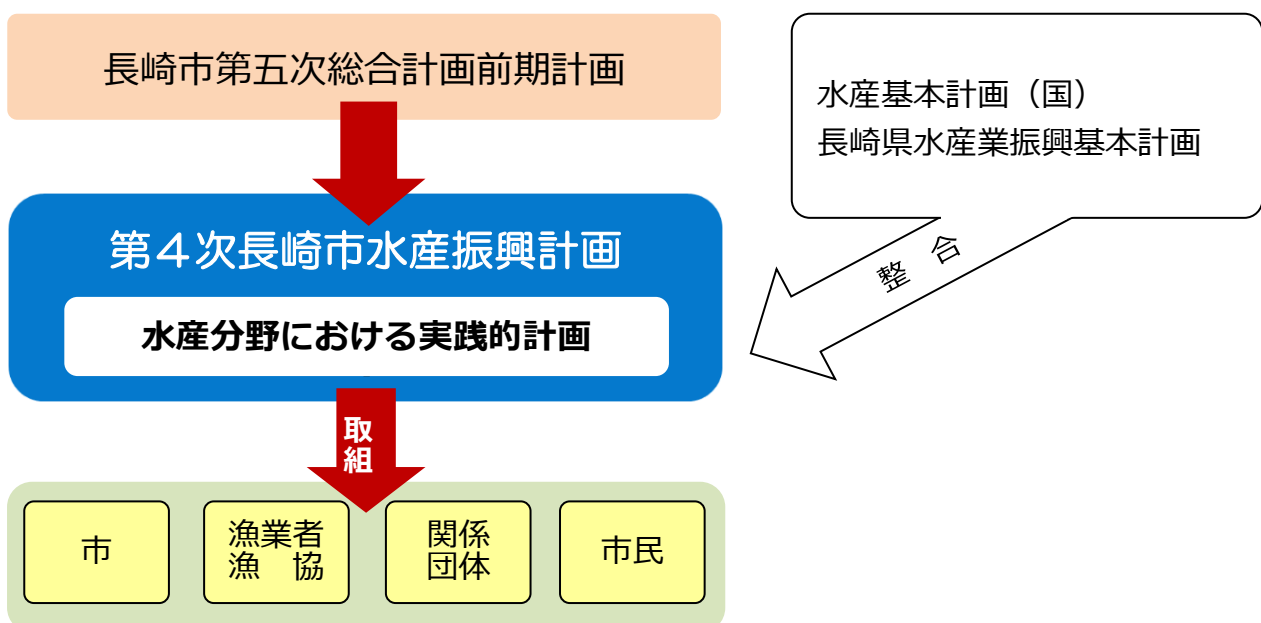 長崎市第五次総合計画前期計画
水産基本計画（国）
長崎県水産業振興基本計画
整　合
第４次長崎市水産振興計画
水産分野における実践的計画
取
組
市
漁業者
漁　協
関係
団体
市民